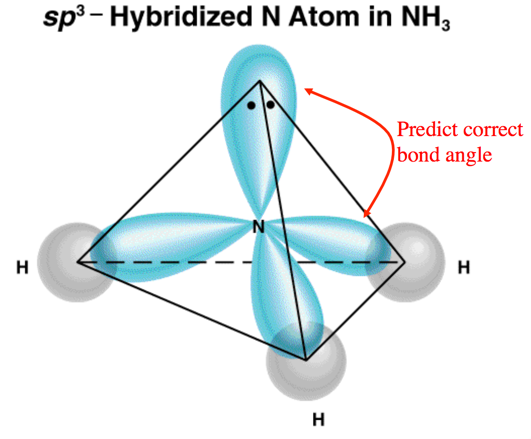 sp³ – Hybridized N Atom in NH₃
Predict correct
bond angle
N
H
H
H